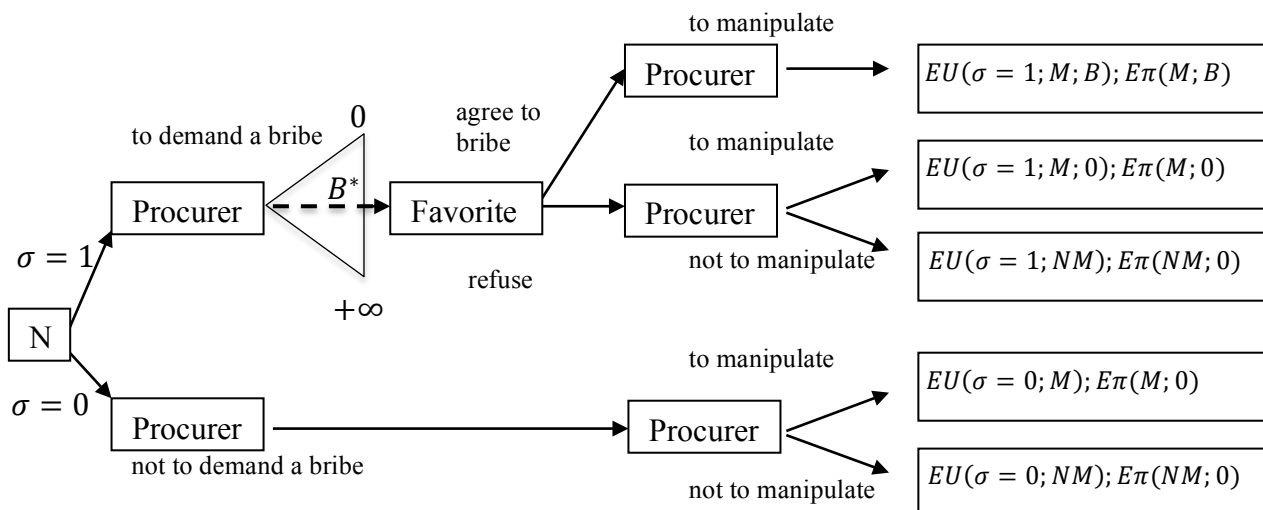 to manipulate
Procurer
EU(σ = 1; M; B); Eπ(M; B)
0
to demand a bribe
agree to
bribe
to manipulate
EU(σ = 1; M; 0); Eπ(M; 0)
Procurer
B*
Favorite
Procurer
σ = 1
refuse
not to manipulate
EU(σ = 1; NM); Eπ(NM; 0)
+∞
N
to manipulate
EU(σ = 0; M); Eπ(M; 0)
σ = 0
Procurer
Procurer
not to demand a bribe
not to manipulate
EU(σ = 0; NM); Eπ(NM; 0)